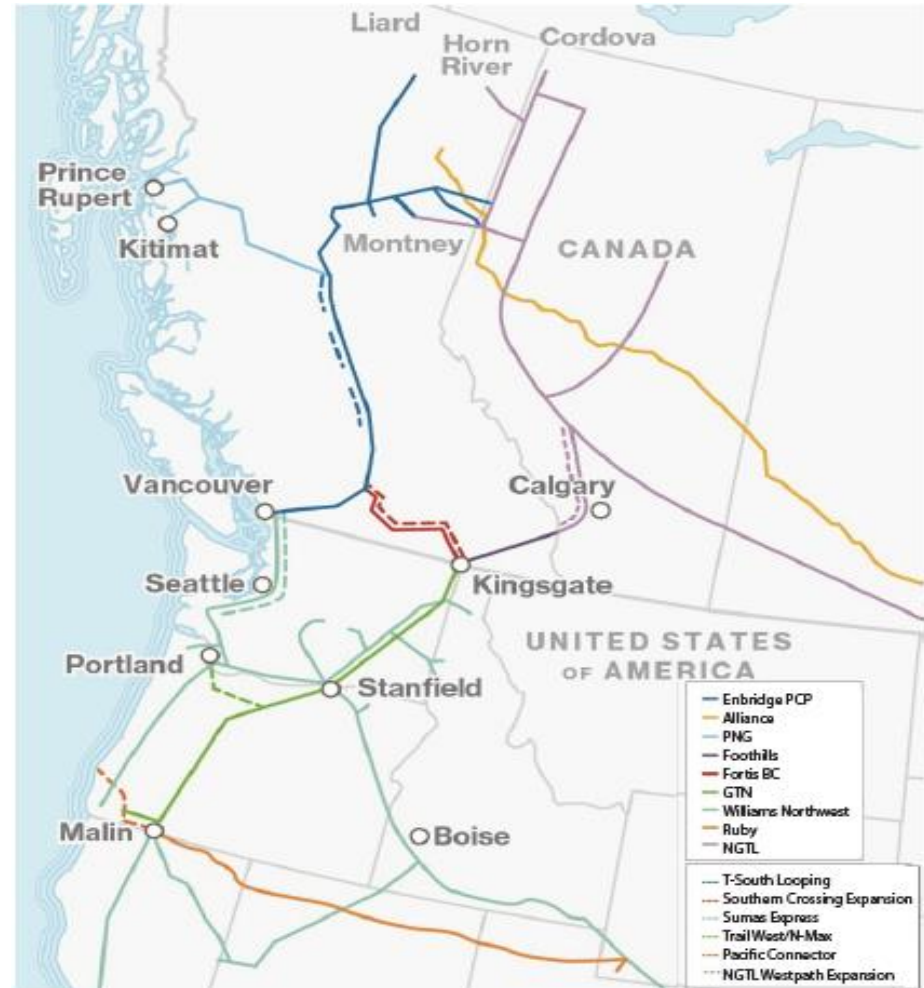 Liard
Horn
River
Cordova
Prince
Rupert
Kitimat
Montney
CANADA
Vancouver
Calgary
Seattle
Kingsgate
UNITED STATES
OF AMERICA
Portland
Stanfield
Malin
Boise
Enbridge PCP
Alliance
PNG
Foothills
Fortis BC
GTN
Williams Northwest
Ruby
NGTL
T-South Looping
Southern Crossing Expansion
Sumas Express
Trail West/N-Max
Pacific Connector
NGTL Westpath Expansion